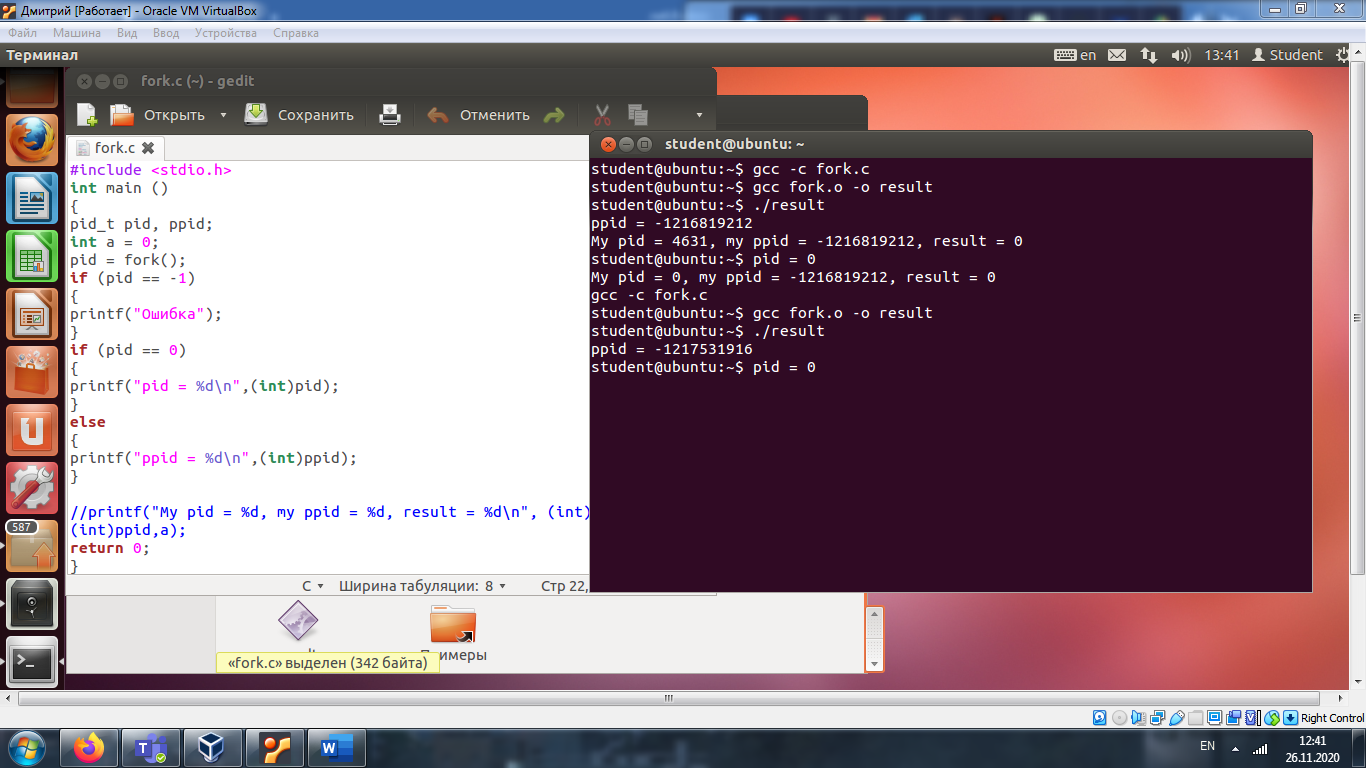 Дмитрий [Работает] - Oracle VM VirtualBox
Файл Машина Вид Ввод Устройства Справка
Терминал
en 13:41 Student
fork.c (~) - gedit
Открыть Сохранить Отменить
fork.c
#include <stdio.h>
int main ()
{
pid_t pid, ppid;
int a = 0;
pid = fork();
if (pid == -1)
{
printf("Ошибка");
}
if (pid == 0)
{
printf("pid = %d\n",(int)pid);
}
else
{
printf("ppid = %d\n",(int)ppid);
}
//printf("My pid = %d, my ppid = %d, result = %d\n", (int)
(int)ppid,a);
return 0;
}
C Ширина табуляции: 8 Стр 22,
student@ubuntu: ~
student@ubuntu:~$ gcc -c fork.c
student@ubuntu:~$ gcc fork.o -o result
student@ubuntu:~$ ./result
ppid = -1216819212
My pid = 4631, my ppid = -1216819212, result = 0
student@ubuntu:~$ pid = 0
My pid = 0, my ppid = -1216819212, result = 0
gcc -c fork.c
student@ubuntu:~$ gcc fork.o -o result
student@ubuntu:~$ ./result
ppid = -1217531916
student@ubuntu:~$ pid = 0
587
«fork.c» выделен (342 байта)
Right Control
EN
12:41
26.11.2020